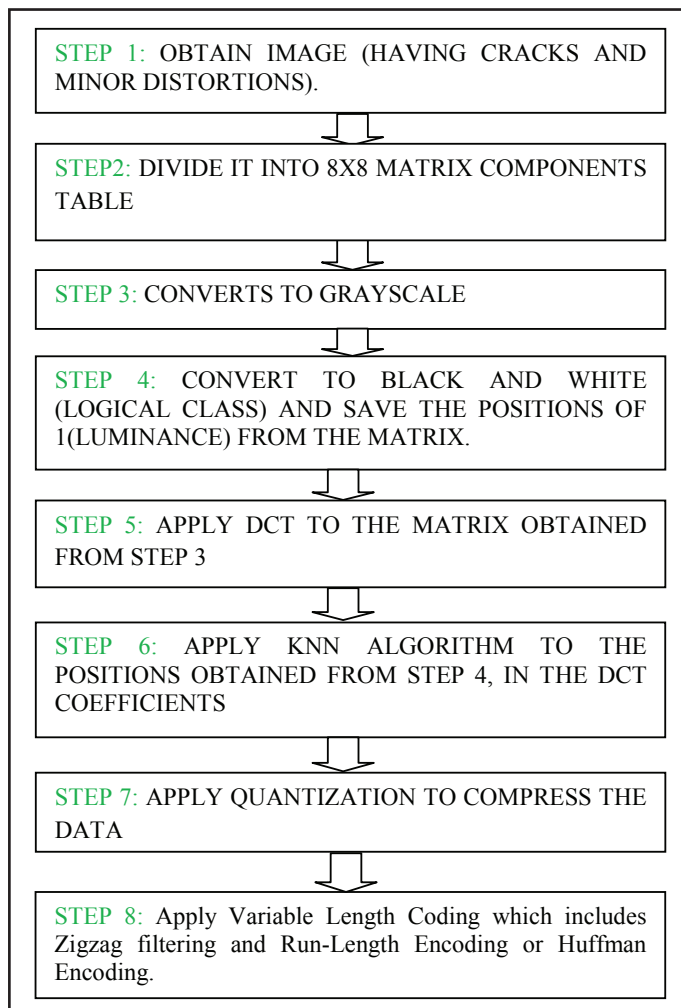 STEP 1: OBTAIN IMAGE (HAVING CRACKS AND
MINOR DISTORTIONS).
STEP2: DIVIDE IT INTO 8X8 MATRIX COMPONENTS
TABLE
STEP 3: CONVERTS TO GRAYSCALE
STEP 4: CONVERT TO BLACK AND WHITE
(LOGICAL CLASS) AND SAVE THE POSITIONS OF
1(LUMINANCE) FROM THE MATRIX.
STEP 5: APPLY DCT TO THE MATRIX OBTAINED
FROM STEP 3
STEP 6: APPLY KNN ALGORITHM TO THE
POSITIONS OBTAINED FROM STEP 4, IN THE DCT
COEFFICIENTS
STEP 7: APPLY QUANTIZATION TO COMPRESS THE
DATA
STEP 8: Apply Variable Length Coding which includes
Zigzag filtering and Run-Length Encoding or Huffman
Encoding.